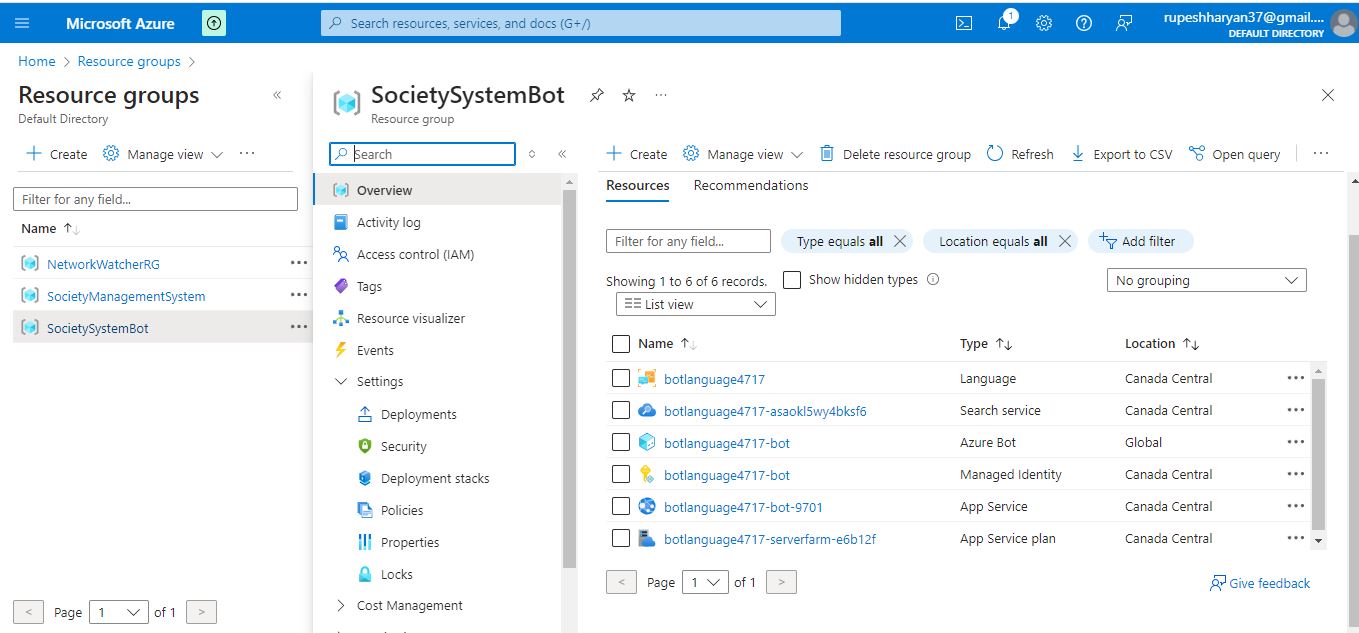 Microsoft Azure
Search resources, services, and docs (G+/)
1
rupeshharyan37@gmail....
DEFAULT DIRECTORY
Home > Resource groups >
Resource groups
Default Directory
Create Manage view ...
Filter for any field...
Name
NetworkWatcherRG
SocietyManagementSystem
SocietySystemBot
< Page 1 of 1 >
SocietySystemBot
Resource group
Search
Overview
Activity log
Access control (IAM)
Tags
Resource visualizer
Events
Settings
Deployments
Security
Deployment stacks
Policies
Properties
Locks
Cost Management
Create Manage view Delete resource group Refresh Export to CSV Open query ...
Resources Recommendations
Filter for any field... Type equals all Location equals all Add filter
Showing 1 to 6 of 6 records. Show hidden types No grouping
List view
Name Type Location
botlanguage4717 Language Canada Central
botlanguage4717-asaokl5wy4bksf6 Search service Canada Central
botlanguage4717-bot Azure Bot Global
botlanguage4717-bot Managed Identity Canada Central
botlanguage4717-bot-9701 App Service Canada Central
botlanguage4717-serverfarm-e6b12f App Service plan Canada Central
< Page 1 of 1 >
Give feedback